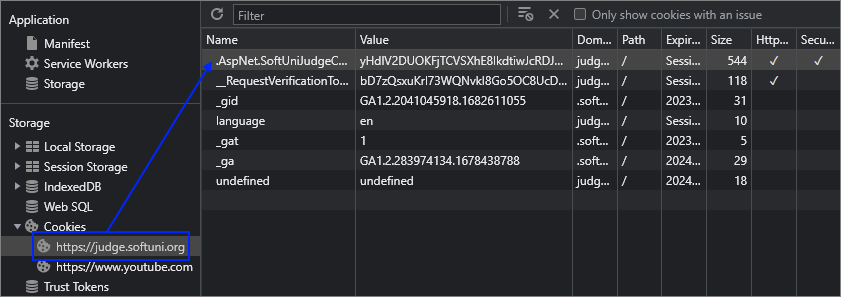 Application
Manifest
Service Workers
Storage
Storage
Local Storage
Session Storage
IndexedDB
Web SQL
Cookies
https://judge.softuni.org
https://www.youtube.com
Trust Tokens
Filter
Only show cookies with an issue
Name Value Dom... Path Expir... Size Http... Secu...
.AspNet.SoftUniJudgeC... yHdlV2DUOKFjTCVSXhE8lkdtiwJcRDJ... judg... / Sessi... 544 ✓ ✓
__RequestVerificationTo... bD7zQsxuKrl73WQNvkl8Go5OC8UcD... judg... / Sessi... 118 ✓
_gid GA1.2.2041045918.1682611055 .soft... / 2023... 31
language en judg... / Sessi... 10
_gat 1 .soft... / 2023... 5
_ga GA1.2.283974134.1678438788 .soft... / 2024... 29
undefined undefined judg... / 2024... 18